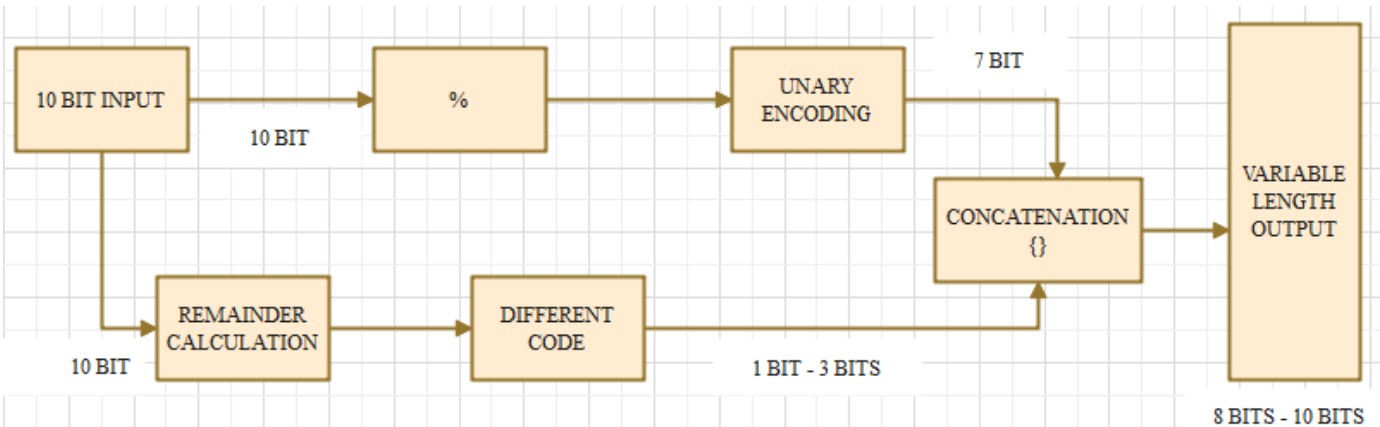 10 BIT INPUT
10 BIT
%
UNARY
ENCODING
7 BIT
CONCATENATION
{}
VARIABLE
LENGTH
OUTPUT
REMAINDER
CALCULATION
10 BIT
DIFFERENT
CODE
1 BIT - 3 BITS
8 BITS - 10 BITS